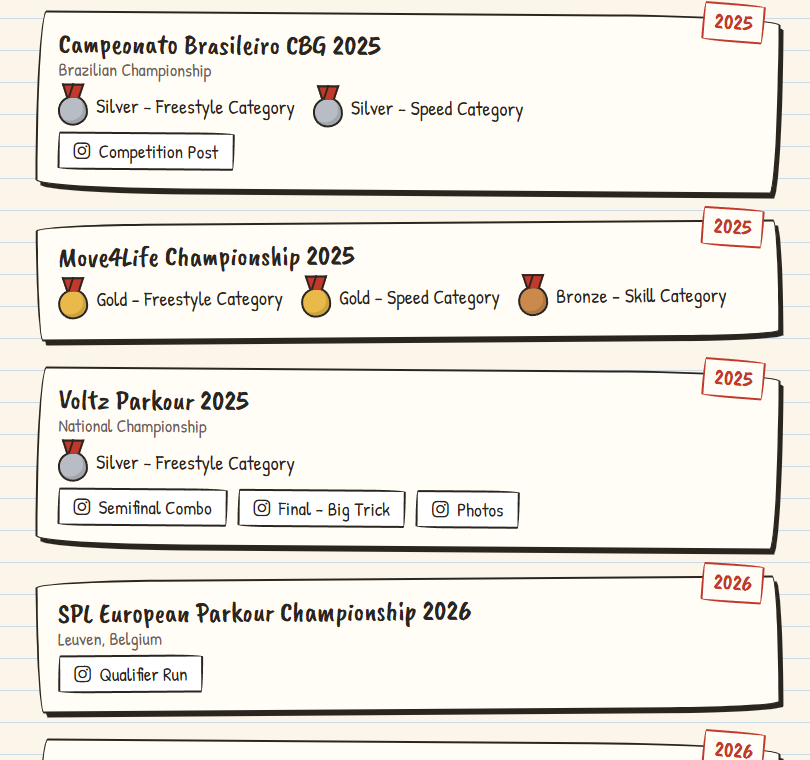 2025
Campeonato Brasileiro CBG 2025
Brazilian Championship
Silver - Freestyle Category Silver - Speed Category
Competition Post
2025
Move4Life Championship 2025
Gold - Freestyle Category Gold - Speed Category Bronze - Skill Category
2025
Voltz Parkour 2025
National Championship
Silver - Freestyle Category
Semifinal Combo Final - Big Trick Photos
2026
SPL European Parkour Championship 2026
Leuven, Belgium
Qualifier Run
2026